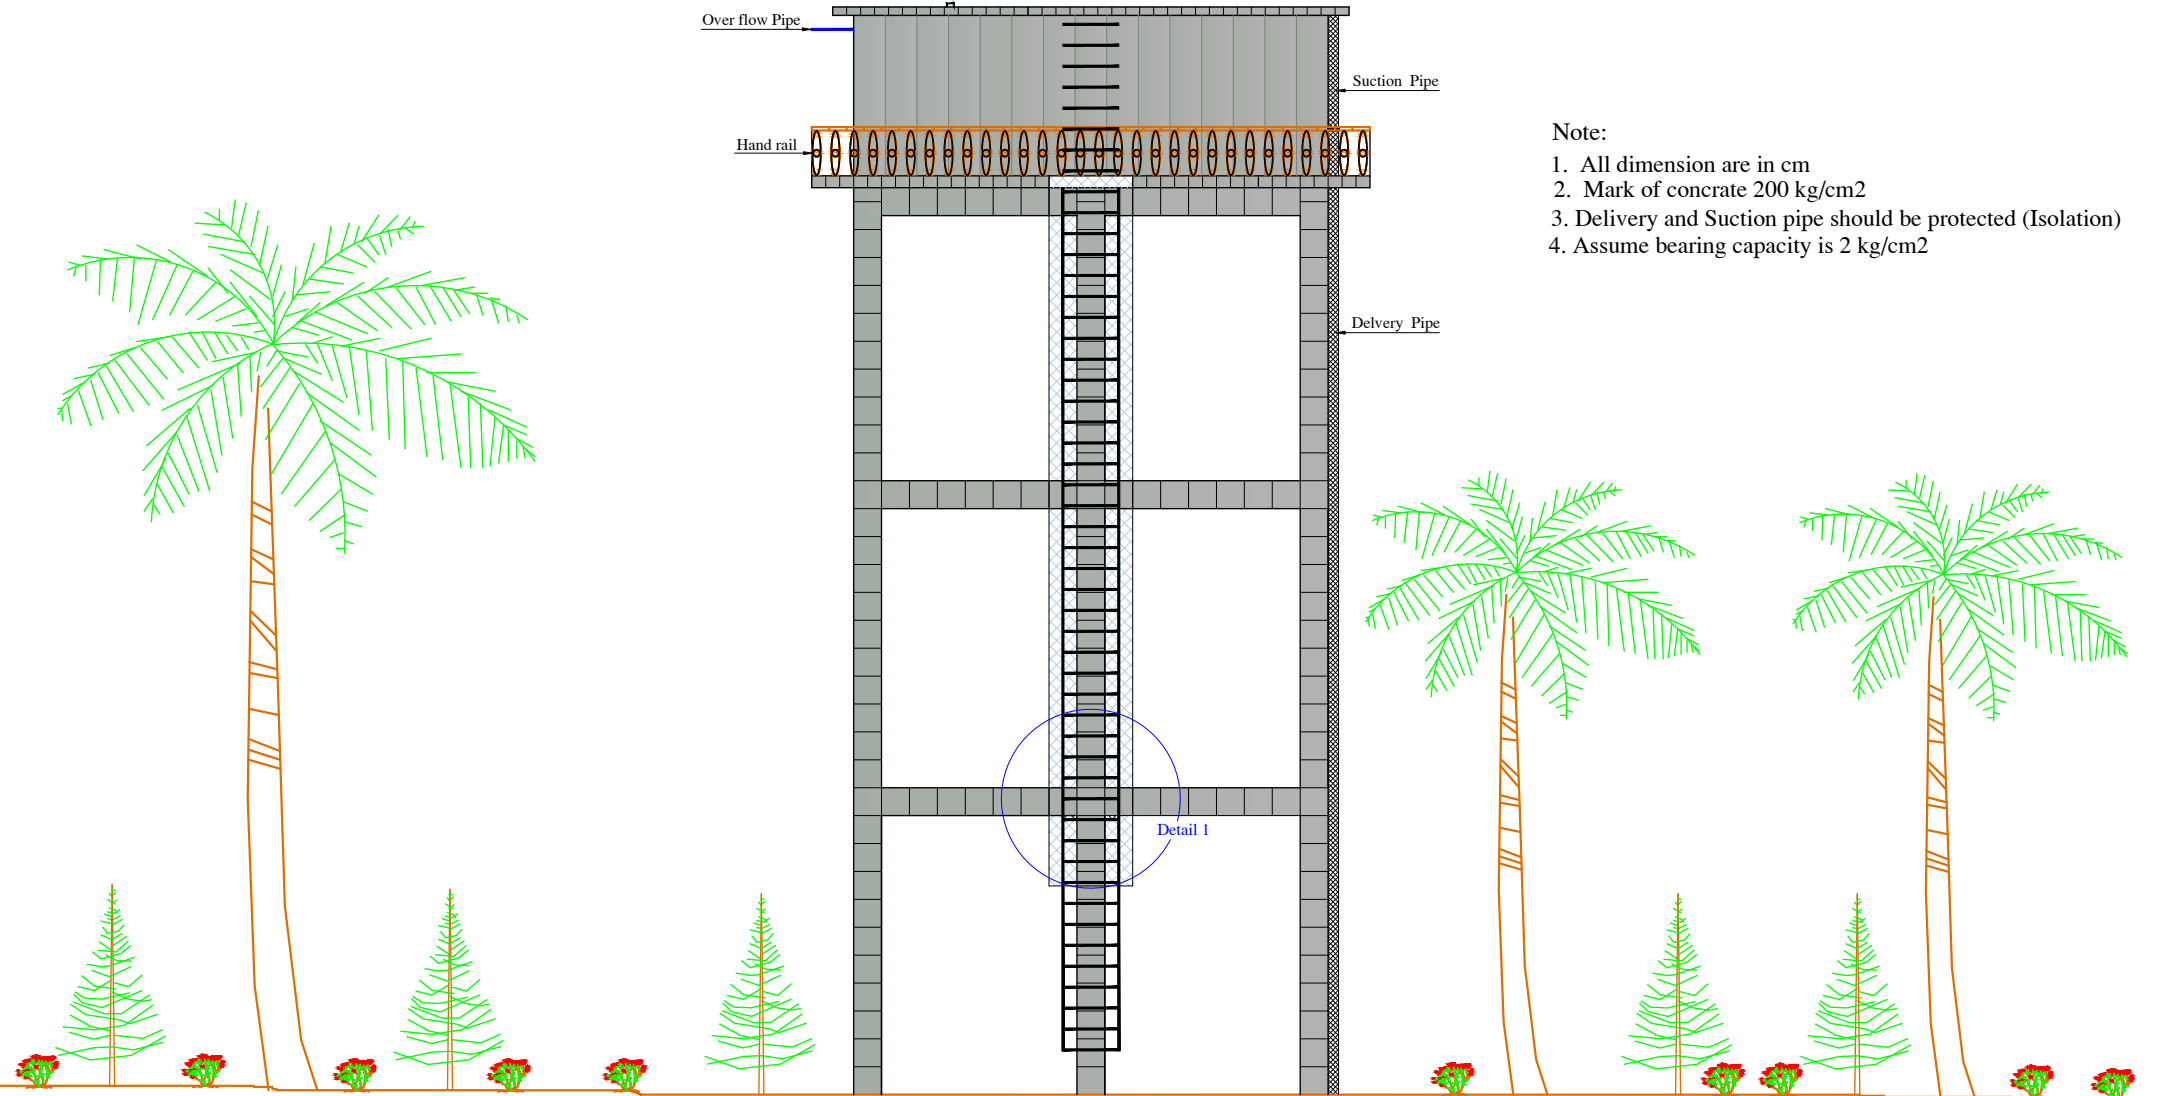 Over flow Pipe
Suction Pipe
Hand rail
Note:
1. All dimension are in cm
2. Mark of concrate 200 kg/cm2
3. Delivery and Suction pipe should be protected (Isolation)
4. Assume bearing capacity is 2 kg/cm2
Delvery Pipe
Detail 1